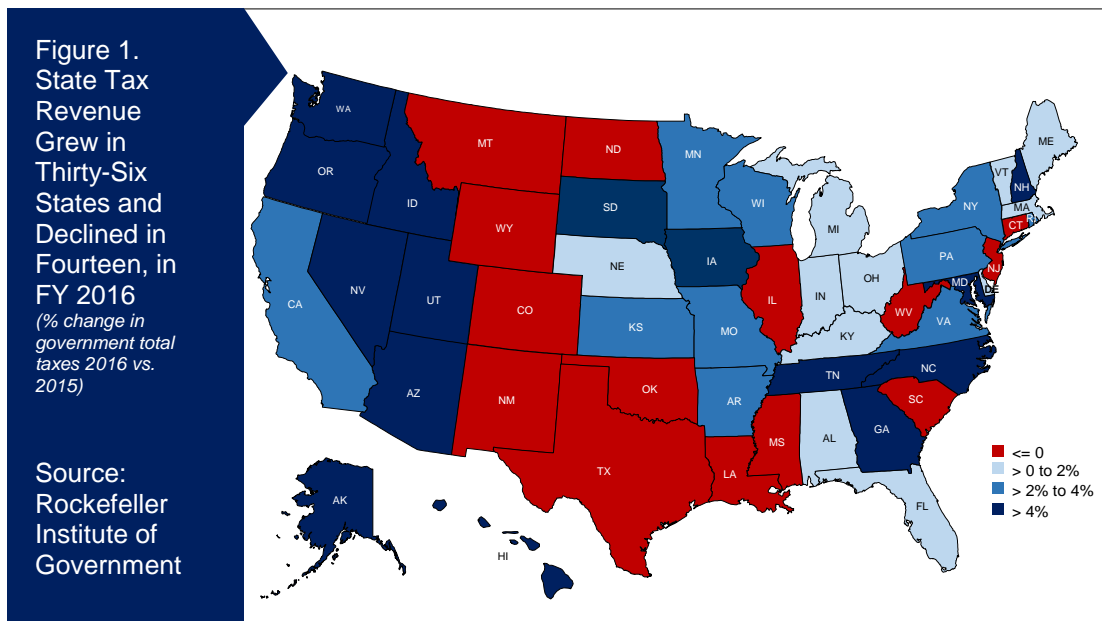 Figure 1.
State Tax
Revenue
Grew in
Thirty-Six
States and
Declined in
Fourteen, in
FY 2016
(% change in
government total
taxes 2016 vs.
2015)
Source:
Rockefeller
Institute of
Government
WA
OR
CA
NV
ID
MT
WY
UT
AZ
CO
NM
ND
SD
NE
KS
OK
TX
MN
IA
MO
AR
LA
WI
IL
MS
MI
IN
OH
KY
TN
AL
GA
FL
SC
NC
VA
WV
PA
NY
MD
DE
NJ
CT
RI
MA
VT
NH
ME
AK
HI
<= 0
> 0 to 2%
> 2% to 4%
> 4%